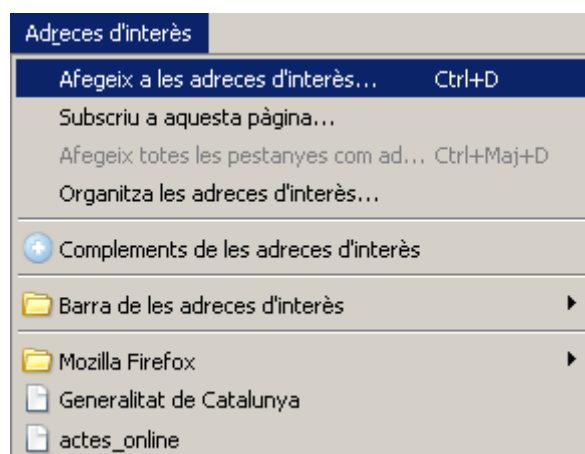 Adreces d'interès
Afegeix a les adreces d'interès... Ctrl+D
Subscriu a aquesta pàgina...
Afegeix totes les pestanyes com ad... Ctrl+Maj+D
Organitza les adreces d'interès...
Complements de les adreces d'interès
Barra de les adreces d'interès
Mozilla Firefox
Generalitat de Catalunya
actes_online